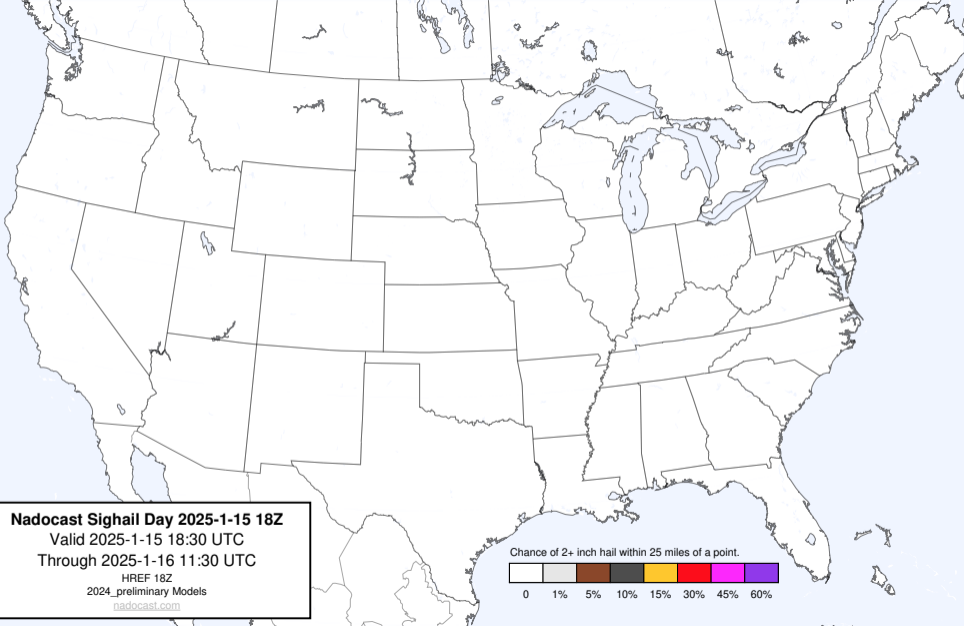 Nadocast Sighail Day 2025-1-15 18Z
Valid 2025-1-15 18:30 UTC
Through 2025-1-16 11:30 UTC
HREF 18Z
2024_preliminary Models
nadocast.com
Chance of 2+ inch hail within 25 miles of a point.
0 1% 5% 10% 15% 30% 45% 60%